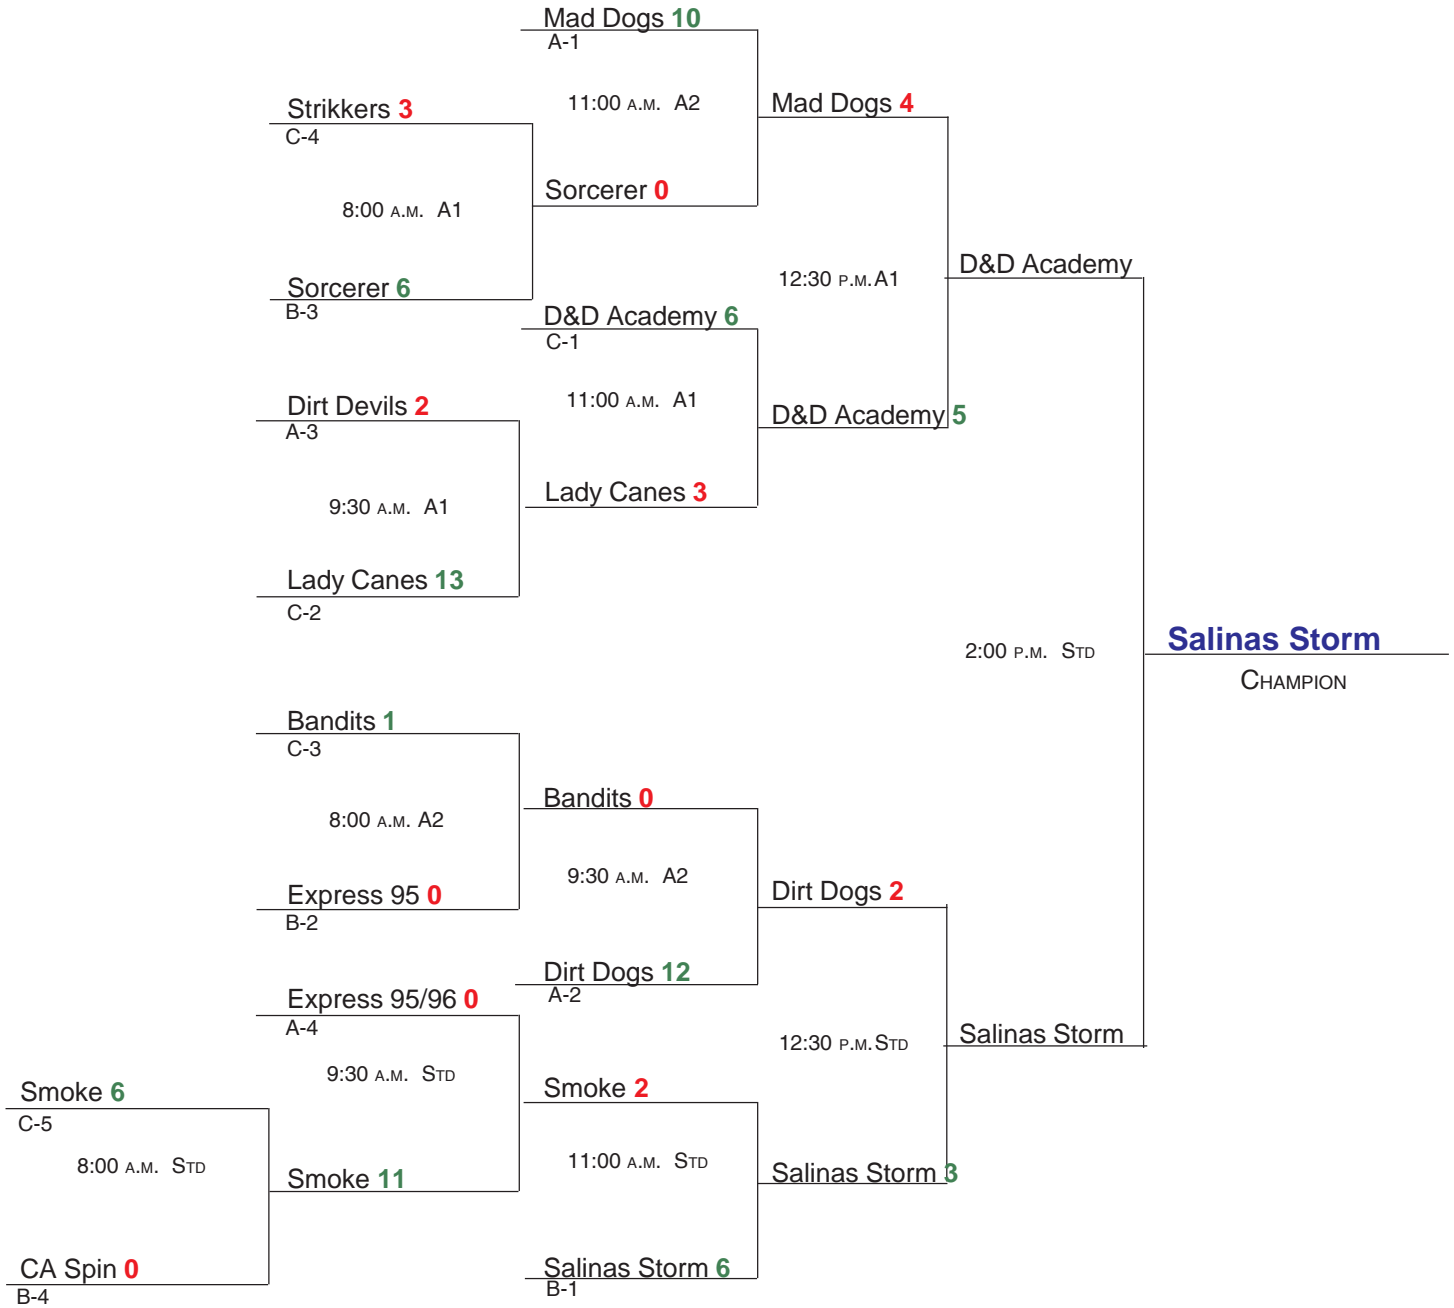 Mad Dogs 10
A-1
11:00 A.M. A2
Mad Dogs 4
Strikkers 3
C-4
Sorcerer 0
8:00 A.M. A1
D&D Academy
12:30 P.M. A1
Sorcerer 6
B-3
D&D Academy 6
C-1
Dirt Devils 2
A-3
11:00 A.M. A1
D&D Academy 5
Lady Canes 3
9:30 A.M. A1
Lady Canes 13
C-2
Salinas Storm
2:00 P.M. STD
CHAMPION
Bandits 1
C-3
Bandits 0
8:00 A.M. A2
9:30 A.M. A2
Express 95 0
B-2
Dirt Dogs 2
Dirt Dogs 12
A-2
Express 95/96 0
A-4
12:30 P.M. STD
Salinas Storm
9:30 A.M. STD
Smoke 6
C-5
Smoke 2
8:00 A.M. STD
11:00 A.M. STD
Smoke 11
Salinas Storm 3
CA Spin 0
B-4
Salinas Storm 6
B-1